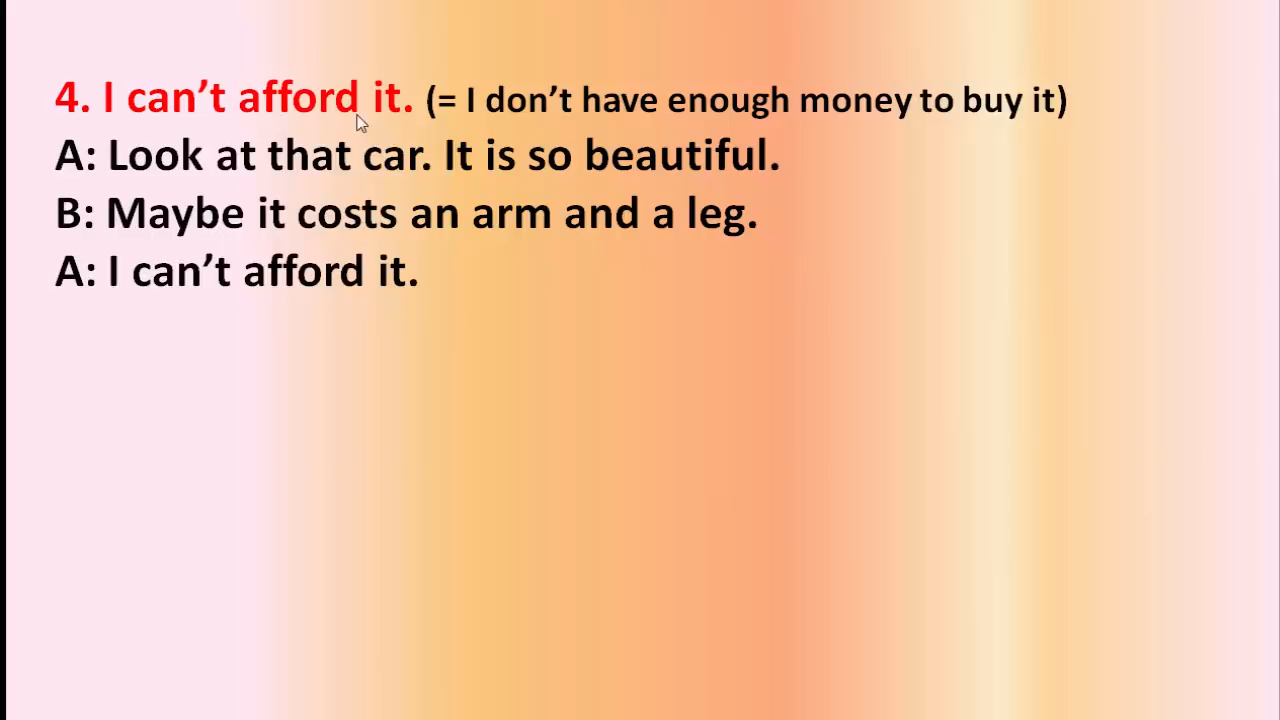 4. I can’t afford it. (= I don’t have enough money to buy it)
A: Look at that car. It is so beautiful.
B: Maybe it costs an arm and a leg.
A: I can’t afford it.